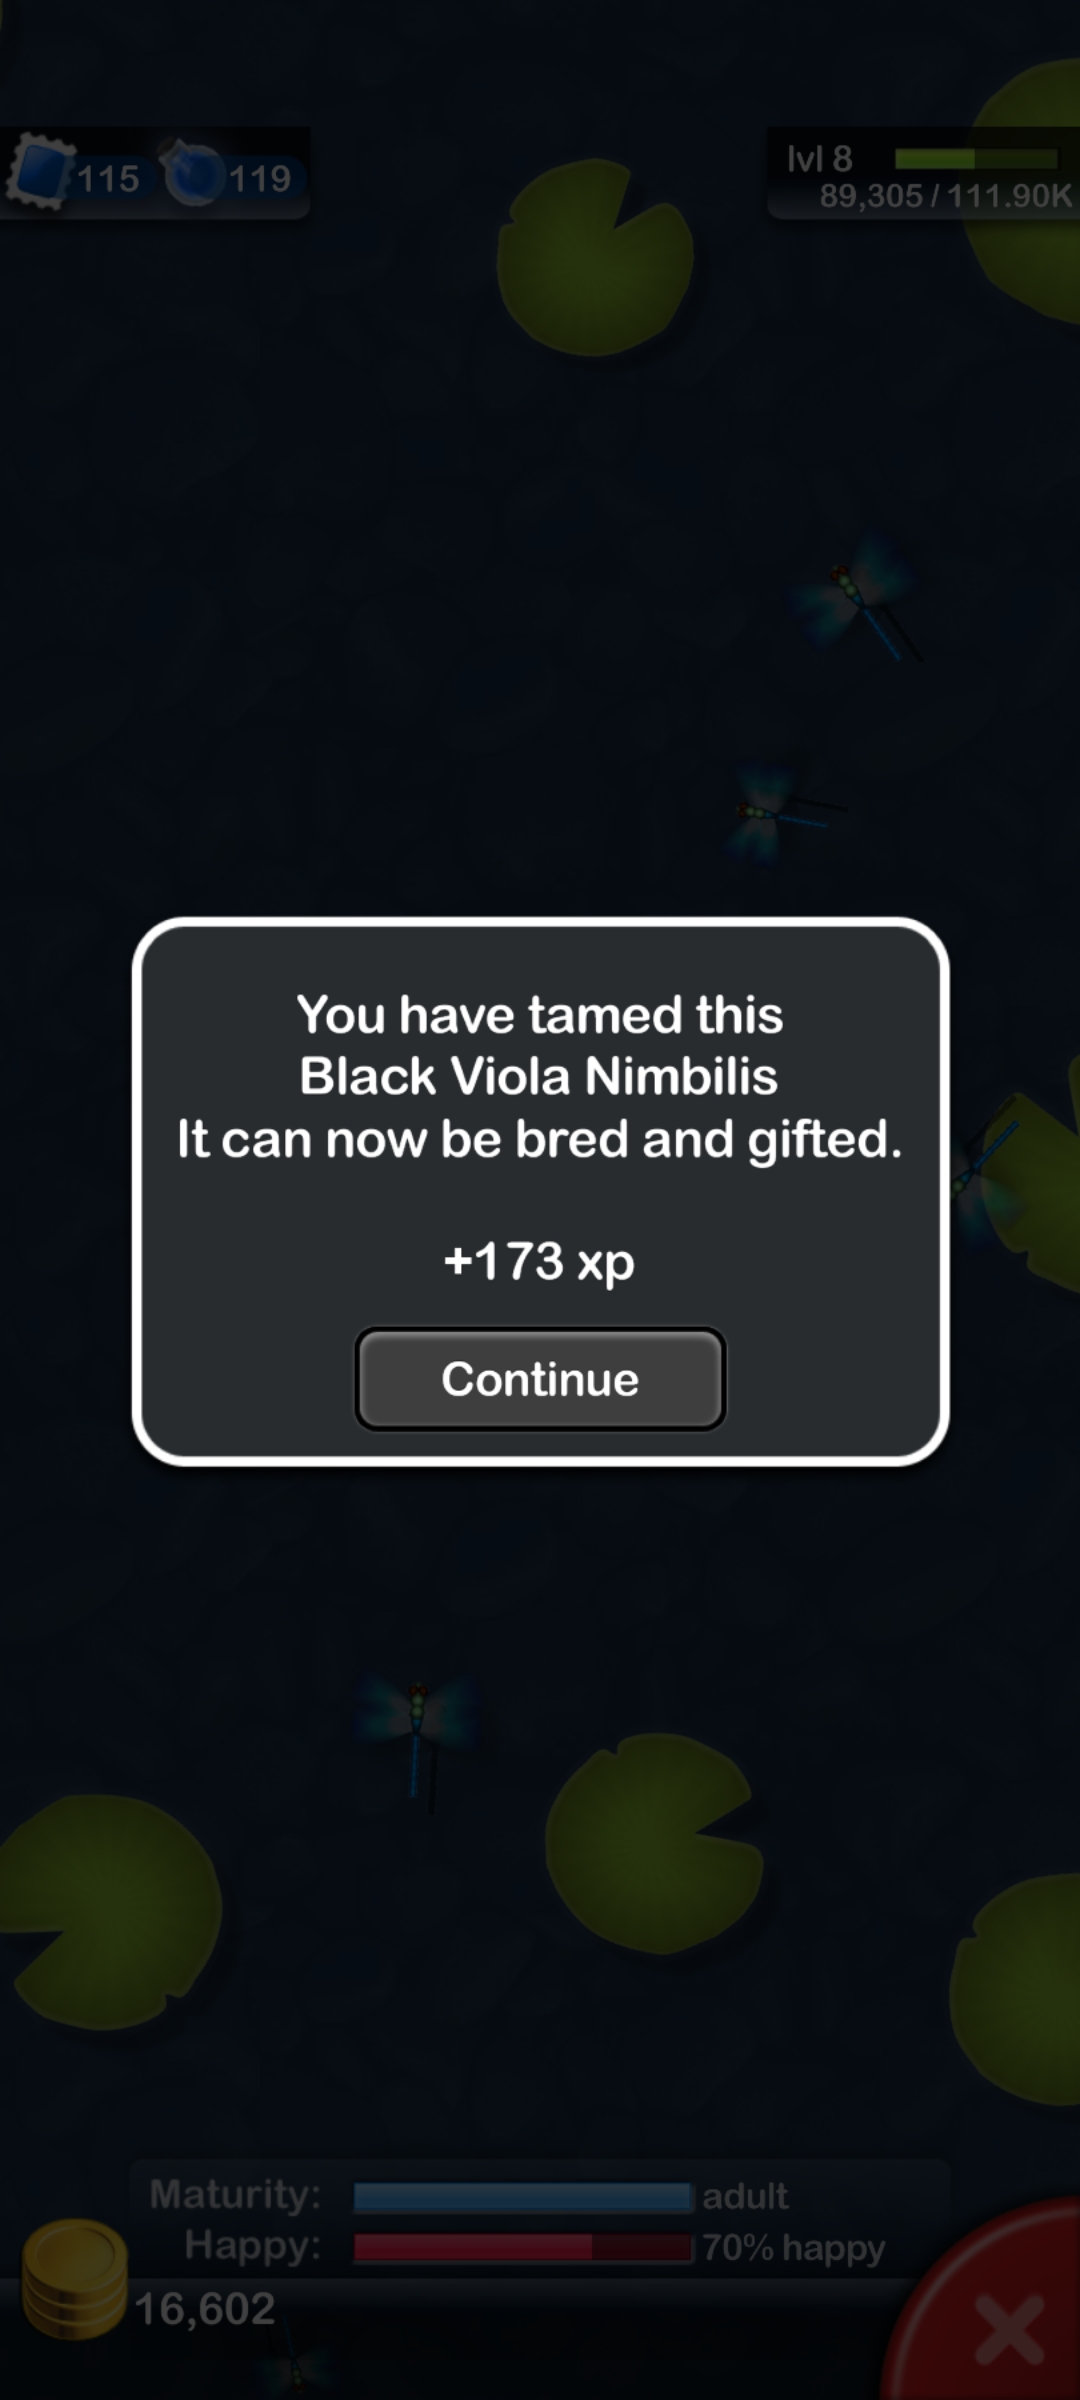 115 119
lvl 8
89,305 / 111.90K
You have tamed this
Black Viola Nimbilis
It can now be bred and gifted.
+173 xp
Continue
Maturity: adult
Happy: 70% happy
16,602